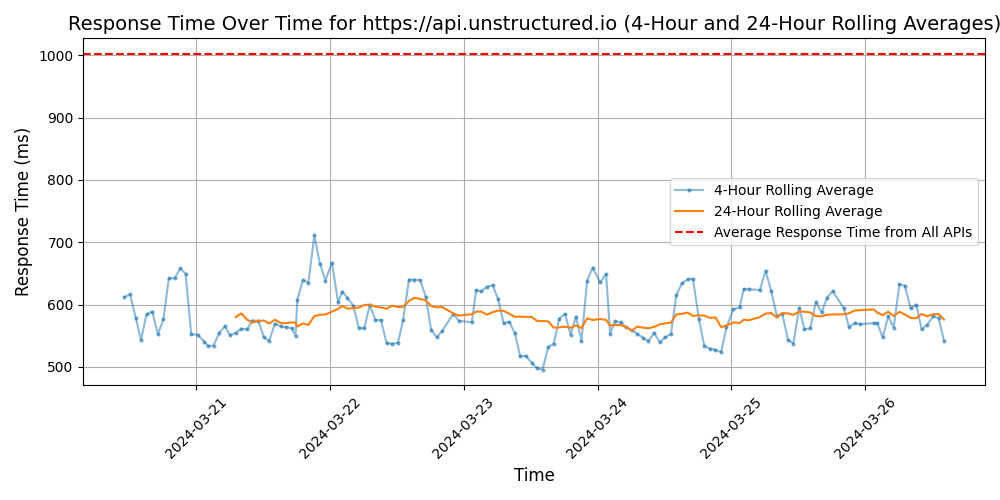 Response Time Over Time for https://api.unstructured.io (4-Hour and 24-Hour Rolling Averages)
Response Time (ms)
1000
900
800
700
600
500
4-Hour Rolling Average
24-Hour Rolling Average
Average Response Time from All APIs
2024-03-21
2024-03-22
2024-03-23
2024-03-24
2024-03-25
2024-03-26
Time